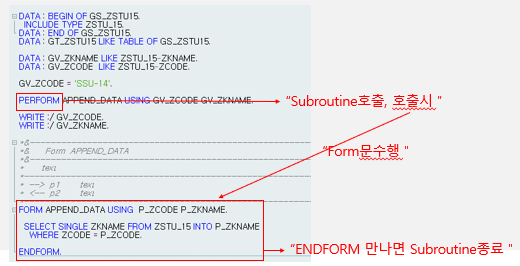 DATA : BEGIN OF GS_ZSTU15.
INCLUDE TYPE ZSTU_15.
DATA : END OF GS_ZSTU15.
DATA : GT_ZSTU15 LIKE TABLE OF GS_ZSTU15.
DATA : GV_ZKNAME LIKE ZSTU_15-ZKNAME.
DATA : GV_ZCODE LIKE ZSTU_15-ZCODE.
GV_ZCODE = 'SSU-14'.
PERFORM APPEND_DATA USING GV_ZCODE GV_ZKNAME.
"Subroutine호출, 호출시 "
WRITE :/ GV_ZCODE.
WRITE :/ GV_ZKNAME.
"Form문수행 "
*&---------------------------------------------------------------------*
*& Form APPEND_DATA
*&---------------------------------------------------------------------*
* text
*----------------------------------------------------------------------*
* --> p1 text
* <-- p2 text
*----------------------------------------------------------------------*
FORM APPEND_DATA USING P_ZCODE P_ZKNAME.
SELECT SINGLE ZKNAME FROM ZSTU_15 INTO P_ZKNAME
WHERE ZCODE = P_ZCODE.
ENDFORM.
"ENDFORM 만나면 Subroutine종료 "